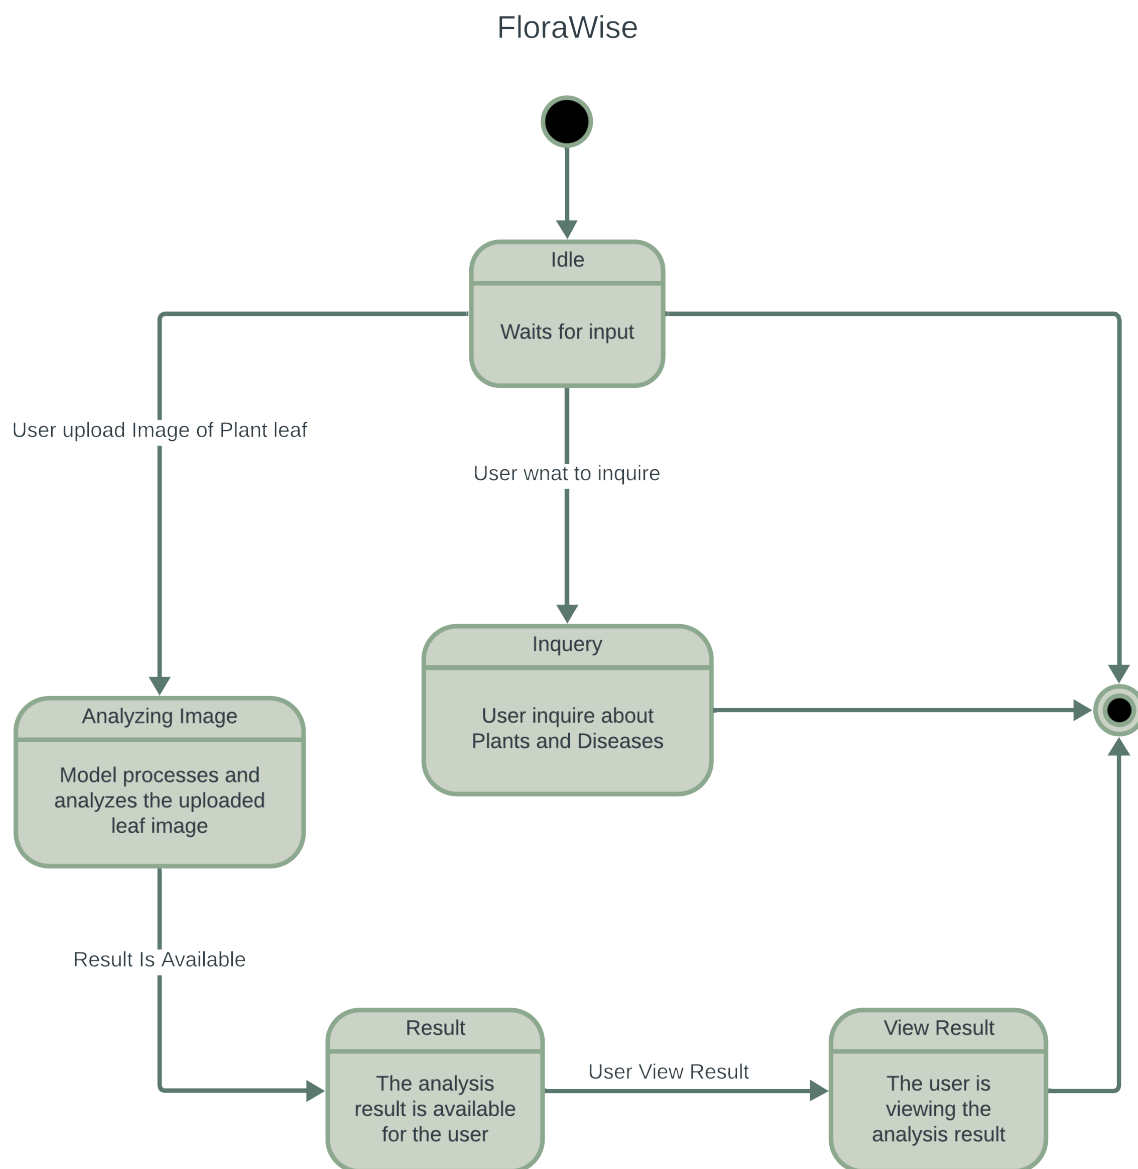 FloraWise
Idle
Waits for input
User upload Image of Plant leaf
User wnat to inquire
Inquery
User inquire about
Plants and Diseases
Analyzing Image
Model processes and
analyzes the uploaded
leaf image
Result Is Available
Result
The analysis
result is available
for the user
User View Result
View Result
The user is
viewing the
analysis result